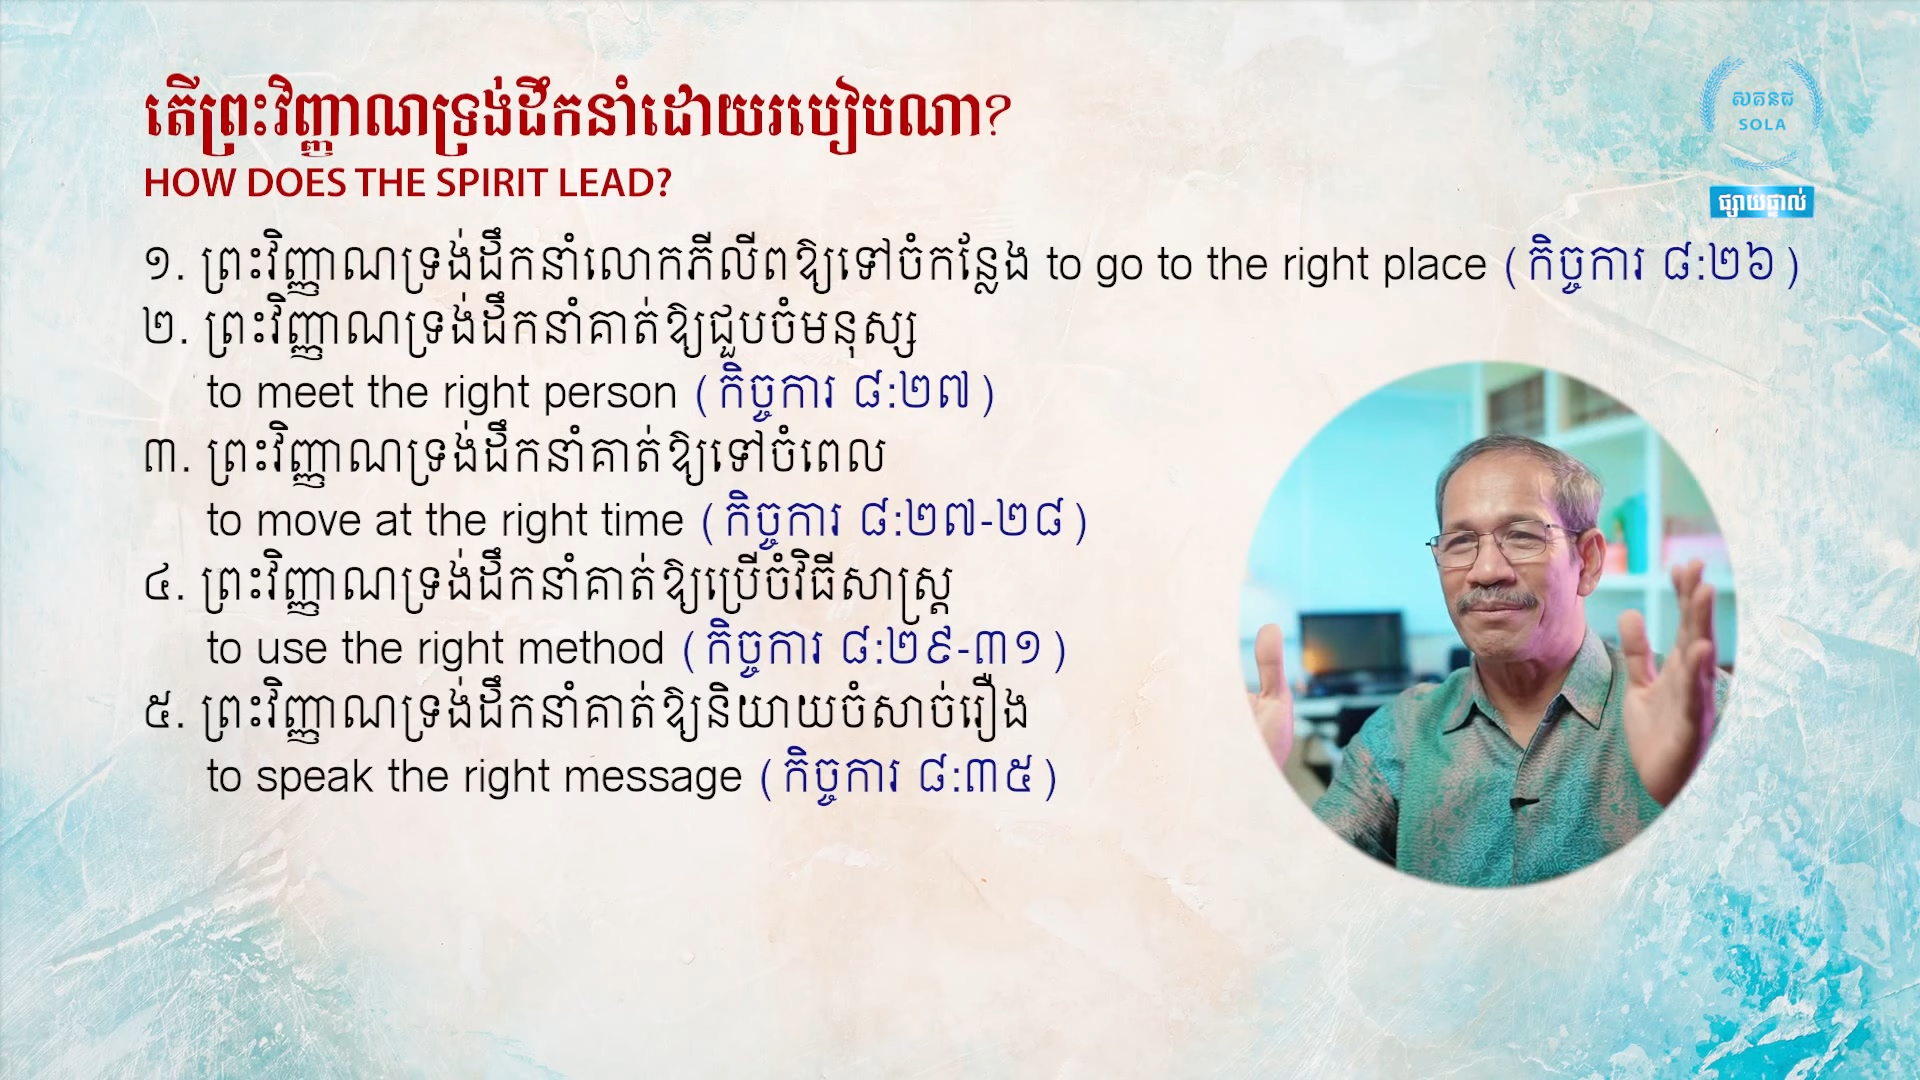 តើព្រះវិញ្ញាណទ្រង់ដឹកនាំដោយរបៀបណា?
HOW DOES THE SPIRIT LEAD?
១. ព្រះវិញ្ញាណទ្រង់ដឹកនាំលោកភីលីពឱ្យទៅចំកន្លែង to go to the right place (កិច្ចការ ៨:២៦)
២. ព្រះវិញ្ញាណទ្រង់ដឹកនាំគាត់ឱ្យជួបចំមនុស្ស
to meet the right person (កិច្ចការ ៨:២៧)
៣. ព្រះវិញ្ញាណទ្រង់ដឹកនាំគាត់ឱ្យទៅចំពេល
to move at the right time (កិច្ចការ ៨:២៧-២៨)
៤. ព្រះវិញ្ញាណទ្រង់ដឹកនាំគាត់ឱ្យប្រើចំវិធីសាស្ត្រ
to use the right method (កិច្ចការ ៨:២៩-៣១)
៥. ព្រះវិញ្ញាណទ្រង់ដឹកនាំគាត់ឱ្យនិយាយចំសាច់រឿង
to speak the right message (កិច្ចការ ៨:៣៥)
សគនជ
SOLA
ផ្សាយផ្ទាល់